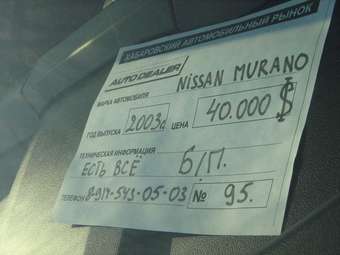 ХАБАРОВСКИЙ АВТОМОБИЛЬНЫЙ РЫНОК
AUTO DEALER
NISSAN MURANO
МАРКА АВТОМОБИЛЯ
ГОД ВЫПУСКА 2003г. ЦЕНА 40.000 $
ТЕХНИЧЕСКАЯ ИНФОРМАЦИЯ
ЕСТЬ ВСЁ Б/П.
ТЕЛЕФОН 8-914-543-05-03 № 95.